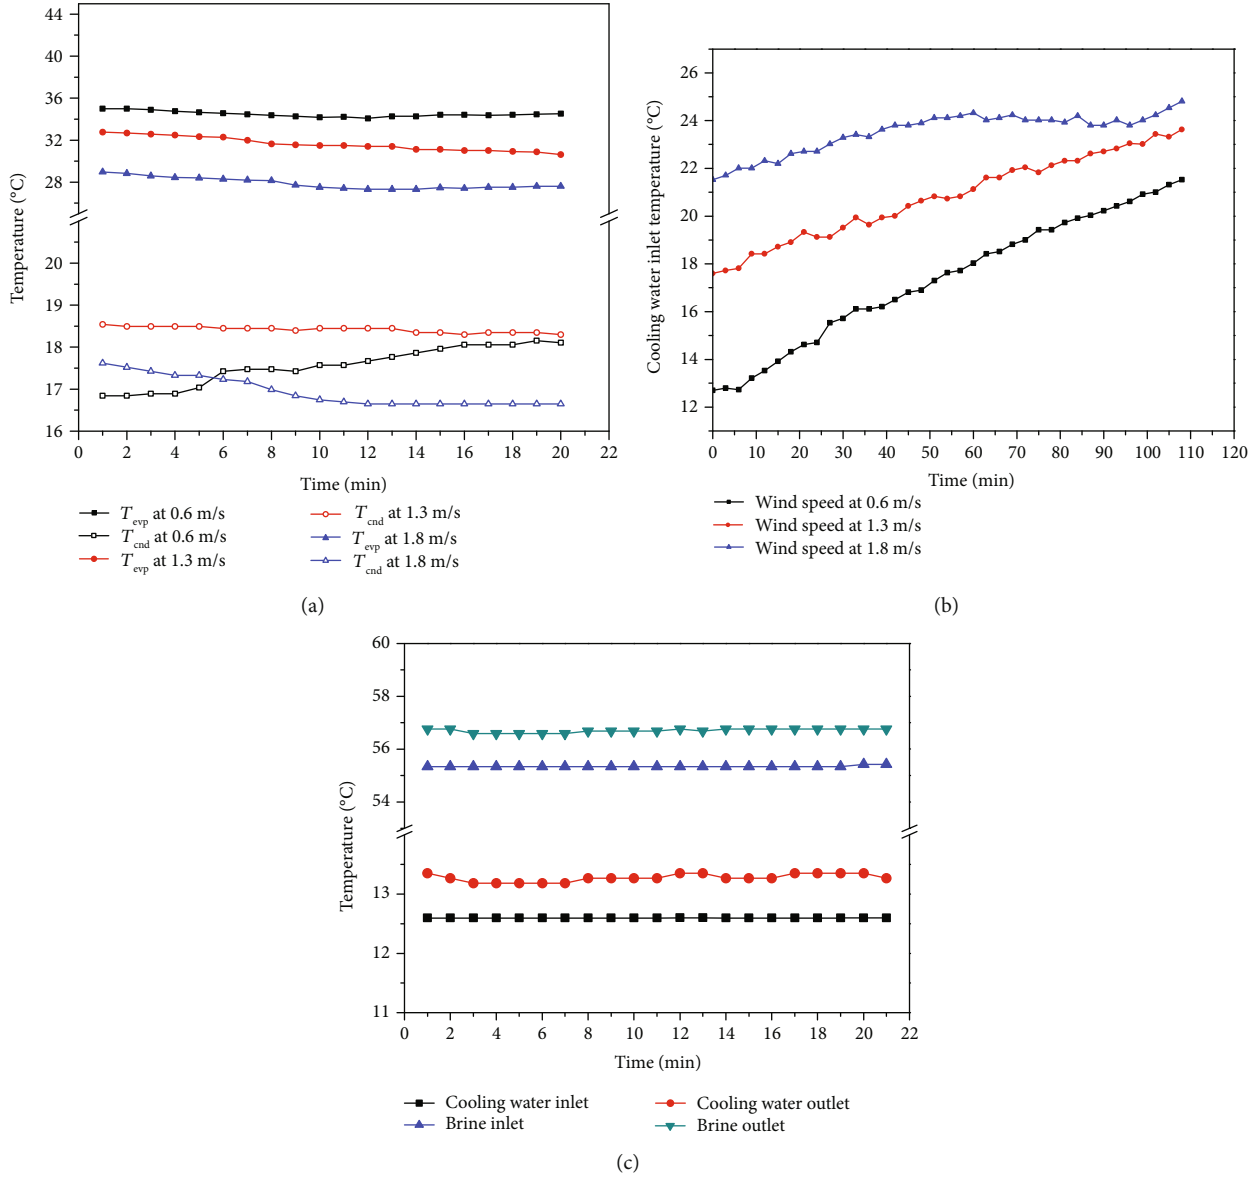 44
40
36
32
28
20
19
18
17
16
Temperature (°C)
0 2 4 6 8 10 12 14 16 18 20 22
Time (min)
T evp at 0.6 m/s
T cnd at 0.6 m/s
T evp at 1.3 m/s
T cnd at 1.3 m/s
T evp at 1.8 m/s
T cnd at 1.8 m/s
(a)
26
24
22
20
18
16
14
12
Cooling water inlet temperature (°C)
0 10 20 30 40 50 60 70 80 90 100 110 120
Time (min)
Wind speed at 0.6 m/s
Wind speed at 1.3 m/s
Wind speed at 1.8 m/s
(b)
60
58
56
54
13
12
11
Temperature (°C)
0 2 4 6 8 10 12 14 16 18 20 22
Time (min)
Cooling water inlet
Brine inlet
Cooling water outlet
Brine outlet
(c)